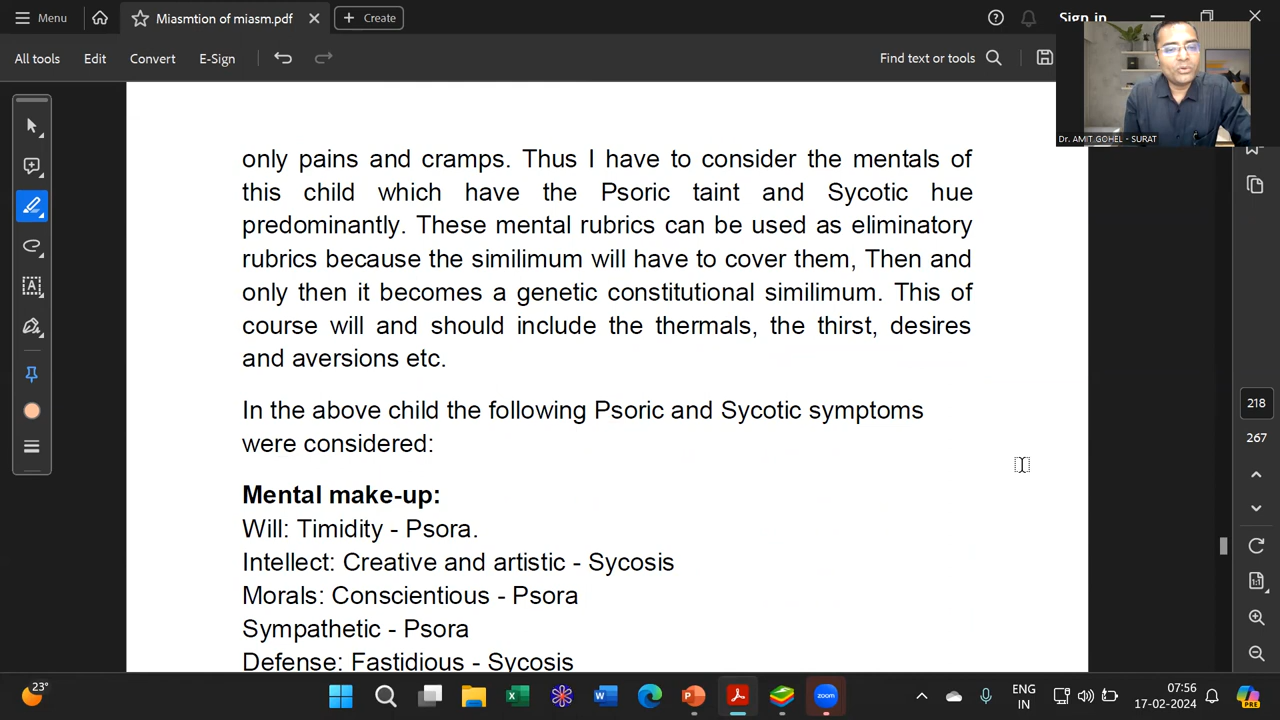 Menu
Miasmtion of miasm.pdf
Create
Sign in
All tools
Edit
Convert
E-Sign
Find text or tools
Dr. AMIT GOHEL - SURAT
only pains and cramps. Thus I have to consider the mentals of
this child which have the Psoric taint and Sycotic hue
predominantly. These mental rubrics can be used as eliminatory
rubrics because the similimum will have to cover them, Then and
only then it becomes a genetic constitutional similimum. This of
course will and should include the thermals, the thirst, desires
and aversions etc.
In the above child the following Psoric and Sycotic symptoms
were considered:
Mental make-up:
Will: Timidity - Psora.
Intellect: Creative and artistic - Sycosis
Morals: Conscientious - Psora
Sympathetic - Psora
Defense: Fastidious - Sycosis
218
267
1:1
23°
ENG
IN
07:56
17-02-2024
PRE